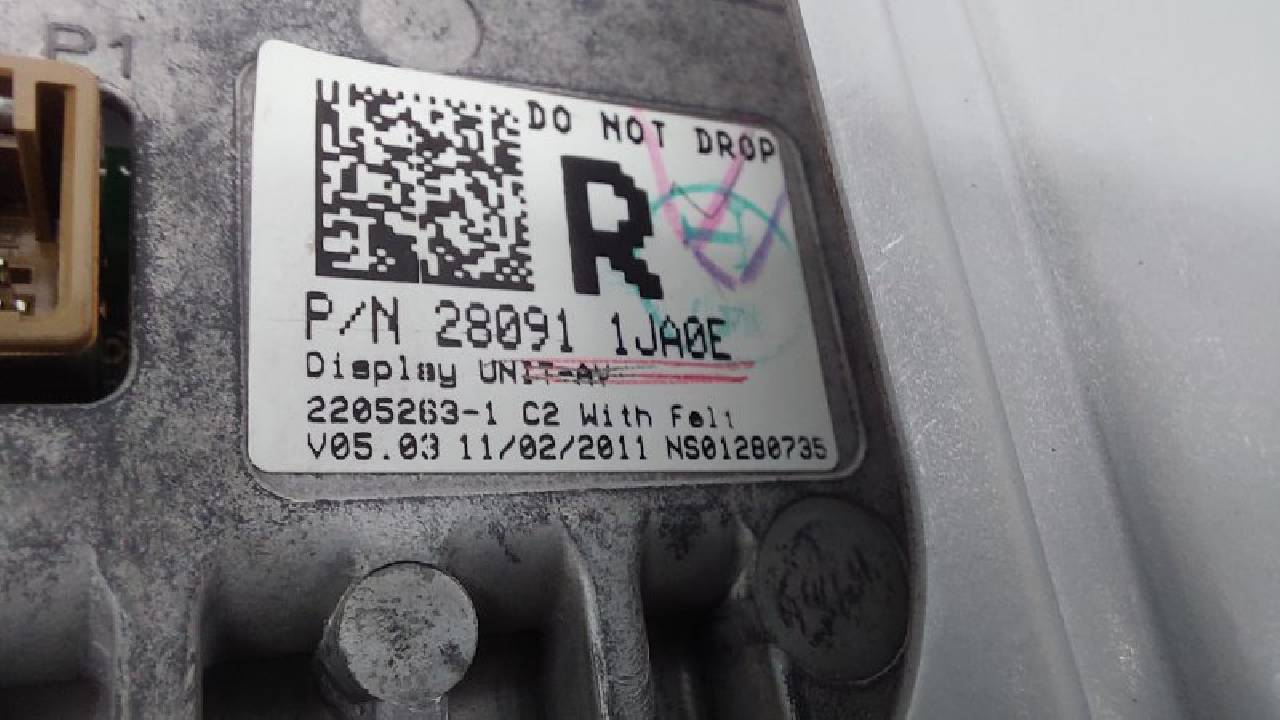 P1
DO NOT DROP
R
P/N 28091 1JA0E
Display UNIT-AV
2205263-1 C2 With Felt
V05.03 11/02/2011 NS01280735